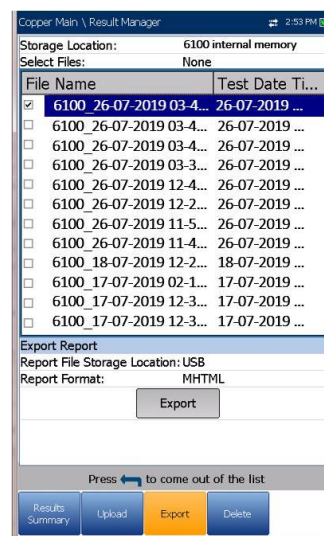 Copper Main \ Result Manager 2:53 PM
Storage Location: 6100 internal memory
Select Files: None
File Name Test Date Ti...
6100_26-07-2019 03-4... 26-07-2019 ...
6100_26-07-2019 03-4... 26-07-2019 ...
6100_26-07-2019 03-4... 26-07-2019 ...
6100_26-07-2019 03-3... 26-07-2019 ...
6100_26-07-2019 12-4... 26-07-2019 ...
6100_26-07-2019 12-2... 26-07-2019 ...
6100_26-07-2019 11-5... 26-07-2019 ...
6100_26-07-2019 11-4... 26-07-2019 ...
6100_18-07-2019 12-2... 18-07-2019 ...
6100_17-07-2019 02-1... 17-07-2019 ...
6100_17-07-2019 12-3... 17-07-2019 ...
6100_17-07-2019 12-3... 17-07-2019 ...
Export Report
Report File Storage Location: USB
Report Format: MHTML
Export
Press to come out of the list
Results Summary Upload Export Delete